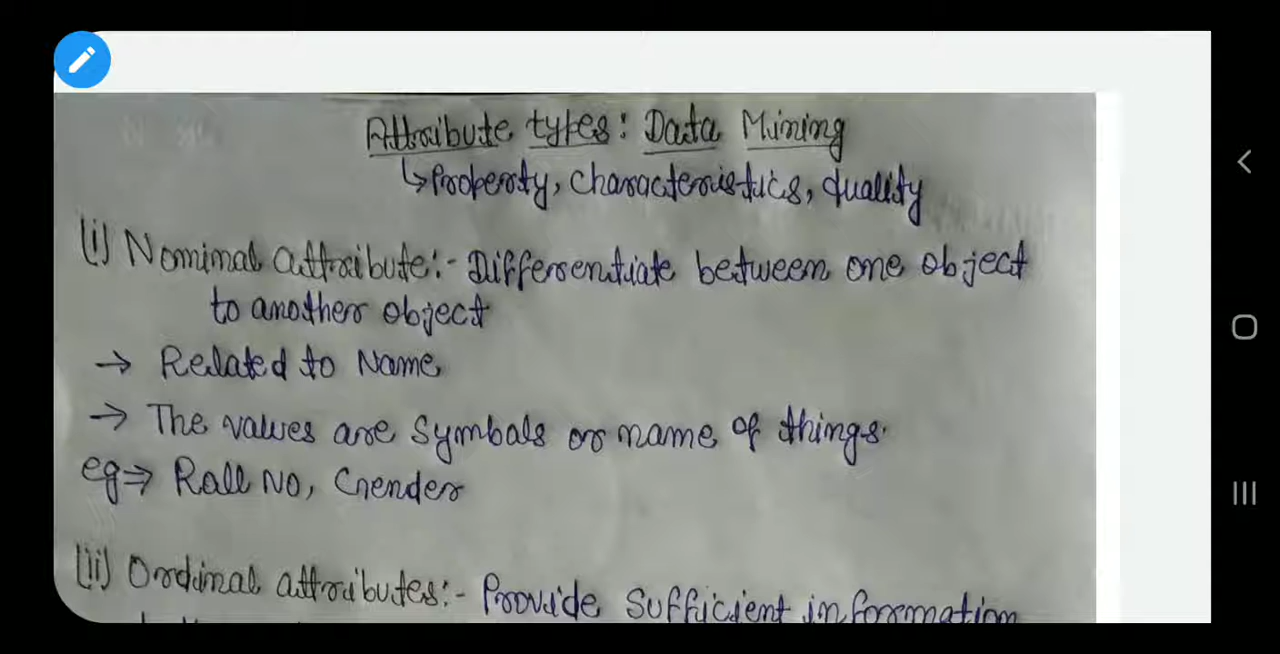 Attribute types: Data Mining
↳ Property, characteristics, quality
(i) Nominal attribute:- Differentiate between one object
to another object
→ Related to Name
→ The values are symbols or name of things.
eg⇒ Roll No, Gender
(ii) Ordinal attributes:- Provide sufficient information